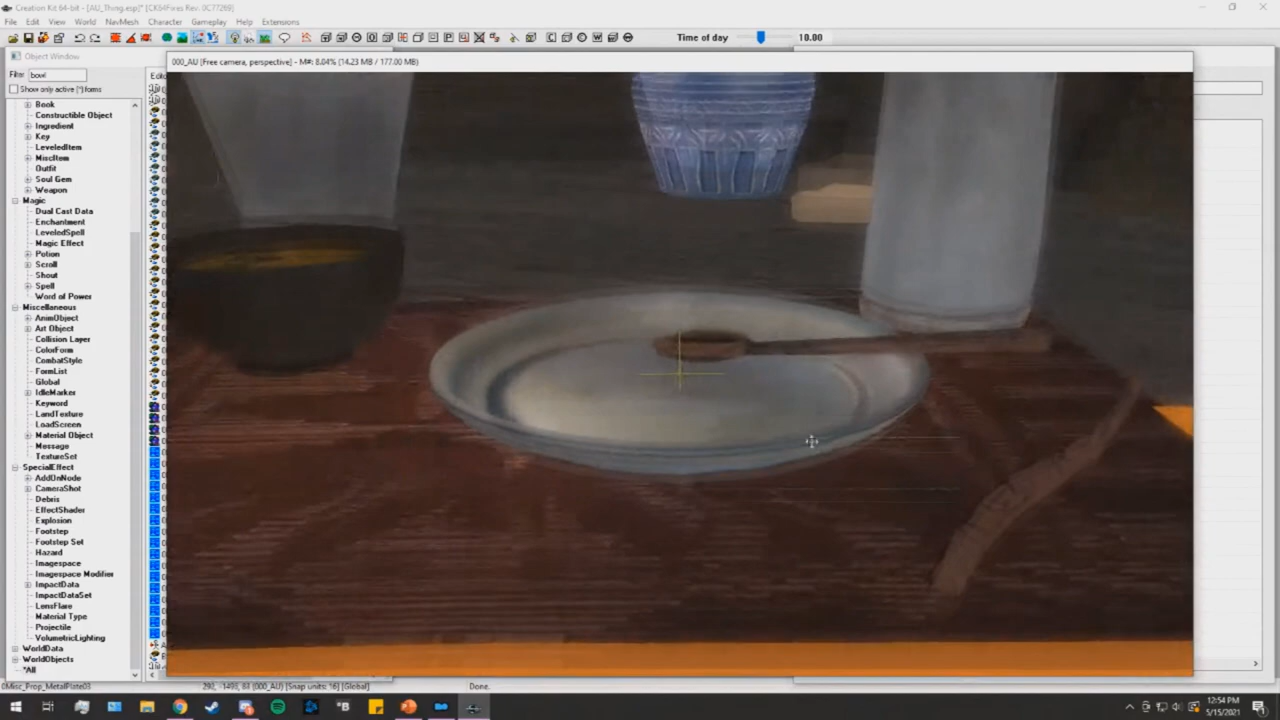 Creation Kit 64-bit - [AU_Thing.esp]* [CK64Fixes Rev. 0C77269]
File Edit View World NavMesh Character Gameplay Help Extensions
Time of day 10.00
Object Window
000_AU [Free camera, perspective] - M#: 8.04% (14.23 MB / 177.00 MB)
Filter bowl
Show only active (*) forms
Book
Constructible Object
Ingredient
Key
LeveledItem
MiscItem
Outfit
Soul Gem
Weapon
Magic
Dual Cast Data
Enchantment
LeveledSpell
Magic Effect
Potion
Scroll
Shout
Spell
Word of Power
Miscellaneous
AnimObject
Art Object
Collision Layer
ColorForm
CombatStyle
FormList
Global
IdleMarker
Keyword
LandTexture
LoadScreen
Material Object
Message
TextureSet
SpecialEffect
AddOnNode
CameraShot
Debris
EffectShader
Explosion
Footstep
Footstep Set
Hazard
Imagespace
Imagespace Modifier
ImpactData
ImpactDataSet
LensFlare
Material Type
Projectile
VolumetricLighting
WorldData
WorldObjects
*All
0Misc_Prop_MetalPlate03
[Snap units: 16] [Global]
Done.
12:54 PM
5/15/2021